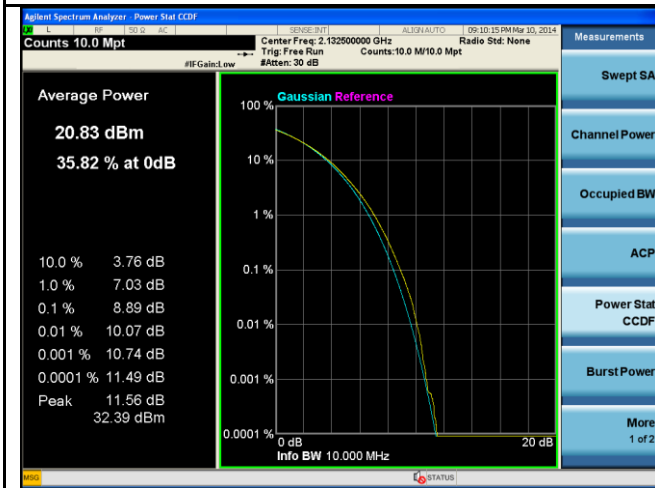 Agilent Spectrum Analyzer - Power Stat CCDF
L RF 50 Ω AC SENSE:INT ALIGN AUTO 09:10:15 PM Mar 10, 2014
Counts 10.0 Mpt
Center Freq: 2.132500000 GHz Radio Std: None
Trig: Free Run Counts:10.0 M/10.0 Mpt
#IFGain:Low #Atten: 30 dB
Measurements
Swept SA
Channel Power
Occupied BW
ACP
Power Stat
CCDF
Burst Power
More
1 of 2
Average Power
20.83 dBm
35.82 % at 0dB
10.0 % 3.76 dB
1.0 % 7.03 dB
0.1 % 8.89 dB
0.01 % 10.07 dB
0.001 % 10.74 dB
0.0001 % 11.49 dB
Peak 11.56 dB
32.39 dBm
Gaussian Reference
100 %
10 %
1 %
0.1 %
0.01 %
0.001 %
0.0001 %
0 dB 20 dB
Info BW 10.000 MHz
MSG STATUS